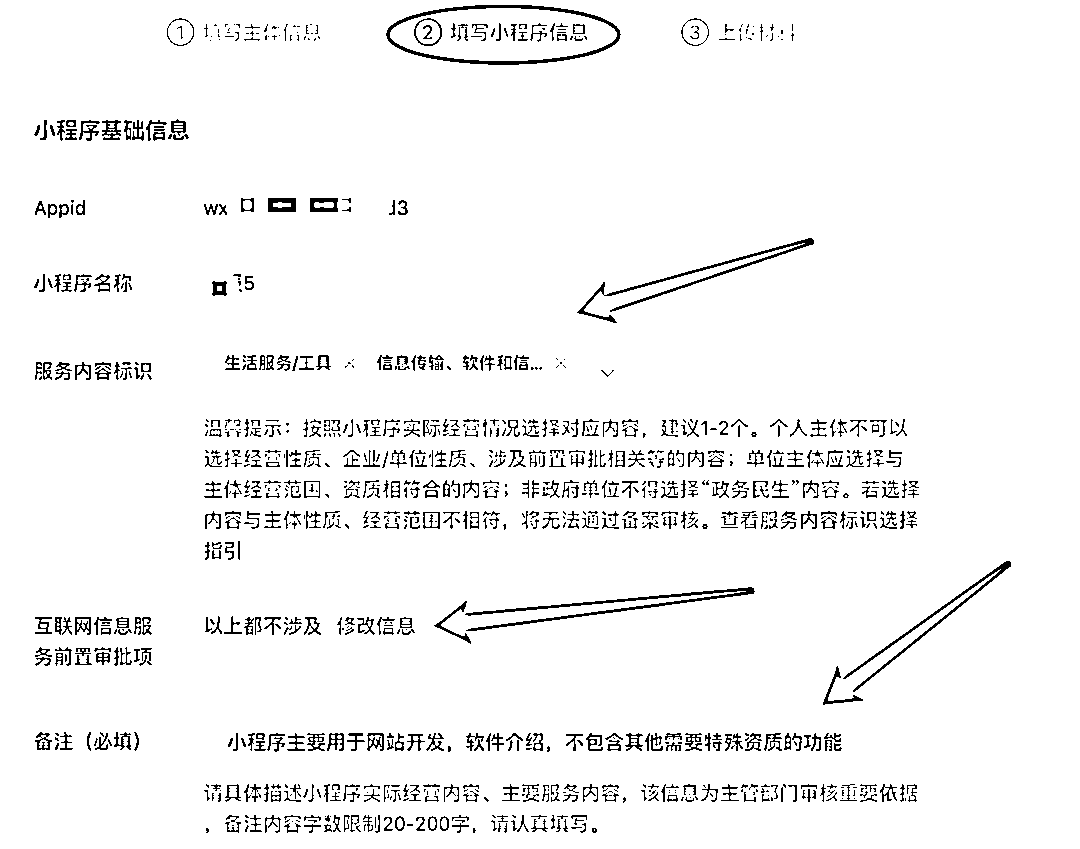 ① 填写主体信息 ② 填写小程序信息 ③ 上传材料
小程序基础信息
Appid wx J3
小程序名称 5
服务内容标识 生活服务/工具 × 信息传输、软件和信... ×
温馨提示：按照小程序实际经营情况选择对应内容，建议1-2个。个人主体不可以
选择经营性质、企业/单位性质、涉及前置审批相关等的内容；单位主体应选择与
主体经营范围、资质相符合的内容；非政府单位不得选择“政务民生”内容。若选择
内容与主体性质、经营范围不相符，将无法通过备案审核。查看服务内容标识选择
指引
互联网信息服 以上都不涉及 修改信息
务前置审批项
备注（必填） 小程序主要用于网站开发，软件介绍，不包含其他需要特殊资质的功能
请具体描述小程序实际经营内容、主要服务内容，该信息为主管部门审核重要依据
，备注内容字数限制20-200字，请认真填写。